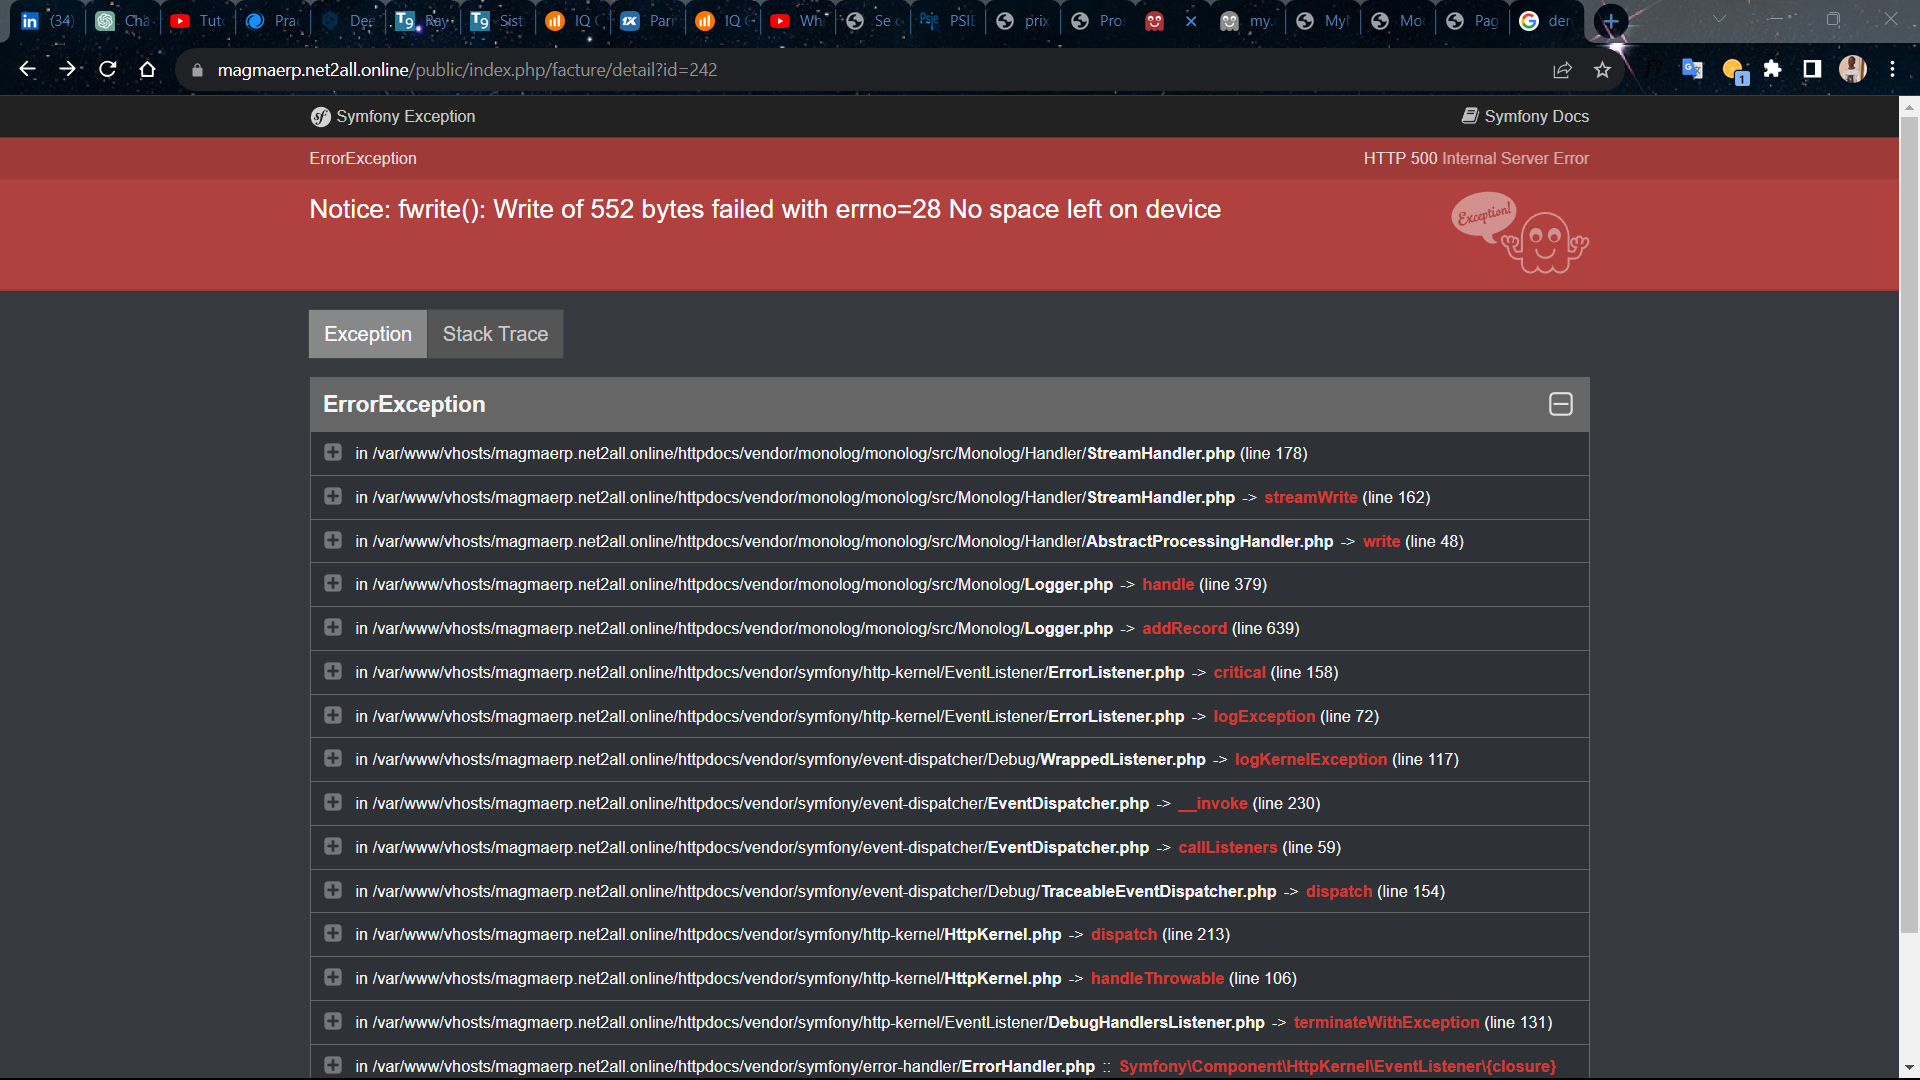 (34)
Cha
Tuto
Pra
Dee
T9
Ray
T9
Sist
IQ
1X
Pari
IQ
Wh
Se
Psie
PSIE
prix
Pro
my.
Myl
Mo
Pag
der
magmaerp.net2all.online/public/index.php/facture/detail?id=242
1
Symfony Exception
Symfony Docs
ErrorException
HTTP 500 Internal Server Error
Notice: fwrite(): Write of 552 bytes failed with errno=28 No space left on device
Exception!
Exception
Stack Trace
ErrorException
in /var/www/vhosts/magmaerp.net2all.online/httpdocs/vendor/monolog/monolog/src/Monolog/Handler/StreamHandler.php (line 178)
in /var/www/vhosts/magmaerp.net2all.online/httpdocs/vendor/monolog/monolog/src/Monolog/Handler/StreamHandler.php -> streamWrite (line 162)
in /var/www/vhosts/magmaerp.net2all.online/httpdocs/vendor/monolog/monolog/src/Monolog/Handler/AbstractProcessingHandler.php -> write (line 48)
in /var/www/vhosts/magmaerp.net2all.online/httpdocs/vendor/monolog/monolog/src/Monolog/Logger.php -> handle (line 379)
in /var/www/vhosts/magmaerp.net2all.online/httpdocs/vendor/monolog/monolog/src/Monolog/Logger.php -> addRecord (line 639)
in /var/www/vhosts/magmaerp.net2all.online/httpdocs/vendor/symfony/http-kernel/EventListener/ErrorListener.php -> critical (line 158)
in /var/www/vhosts/magmaerp.net2all.online/httpdocs/vendor/symfony/http-kernel/EventListener/ErrorListener.php -> logException (line 72)
in /var/www/vhosts/magmaerp.net2all.online/httpdocs/vendor/symfony/event-dispatcher/Debug/WrappedListener.php -> logKernelException (line 117)
in /var/www/vhosts/magmaerp.net2all.online/httpdocs/vendor/symfony/event-dispatcher/EventDispatcher.php -> __invoke (line 230)
in /var/www/vhosts/magmaerp.net2all.online/httpdocs/vendor/symfony/event-dispatcher/EventDispatcher.php -> callListeners (line 59)
in /var/www/vhosts/magmaerp.net2all.online/httpdocs/vendor/symfony/event-dispatcher/Debug/TraceableEventDispatcher.php -> dispatch (line 154)
in /var/www/vhosts/magmaerp.net2all.online/httpdocs/vendor/symfony/http-kernel/HttpKernel.php -> dispatch (line 213)
in /var/www/vhosts/magmaerp.net2all.online/httpdocs/vendor/symfony/http-kernel/HttpKernel.php -> handleThrowable (line 106)
in /var/www/vhosts/magmaerp.net2all.online/httpdocs/vendor/symfony/http-kernel/EventListener/DebugHandlersListener.php -> terminateWithException (line 131)
in /var/www/vhosts/magmaerp.net2all.online/httpdocs/vendor/symfony/error-handler/ErrorHandler.php :: Symfony\Component\HttpKernel\EventListener\{closure}